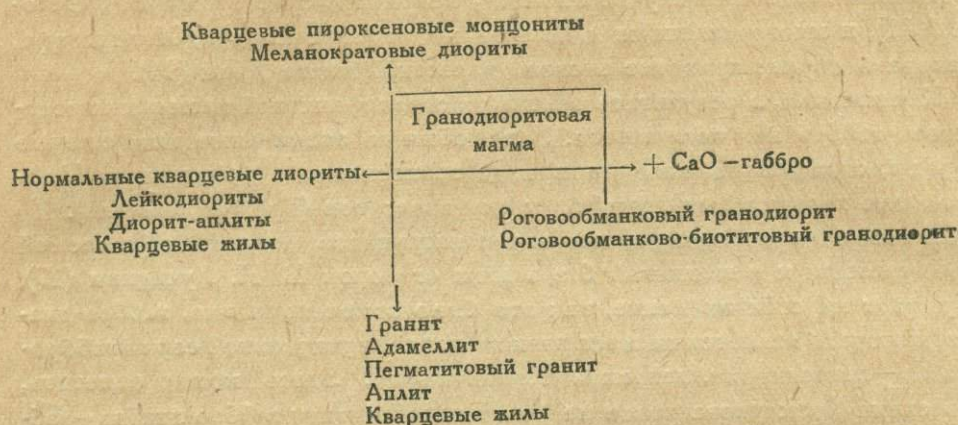 Кварцевые пироксеновые монцониты
Меланократовые диориты
Гранодиоритовая
магма
Нормальные кварцевые диориты
+ CaO —габбро
Лейкодиориты
Диорит-аплиты
Кварцевые жилы
Роговообманковый гранодиорит
Роговообманково-биотитовый гранодиорит
Гранит
Адамеллит
Пегматитовый гранит
Аплит
Кварцевые жилы